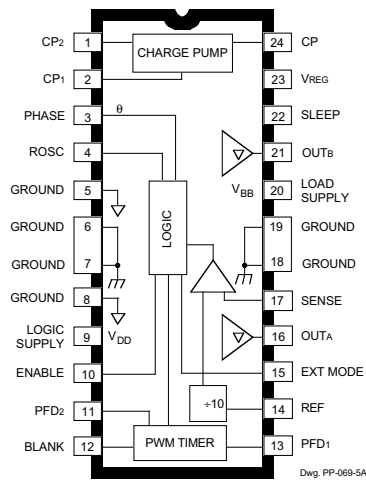 CP2 1 CHARGE PUMP 24 CP
CP1 2 23 VREG
PHASE 3 θ 22 SLEEP
ROSC 4 21 OUTB
GROUND 5 VBB 20 LOAD
SUPPLY
GROUND 6 LOGIC 19 GROUND
GROUND 7 18 GROUND
GROUND 8 17 SENSE
LOGIC
SUPPLY 9 VDD 16 OUTA
ENABLE 10 15 EXT MODE
PFD2 11 ÷10 14 REF
BLANK 12 PWM TIMER 13 PFD1
Dwg. PP-069-5A